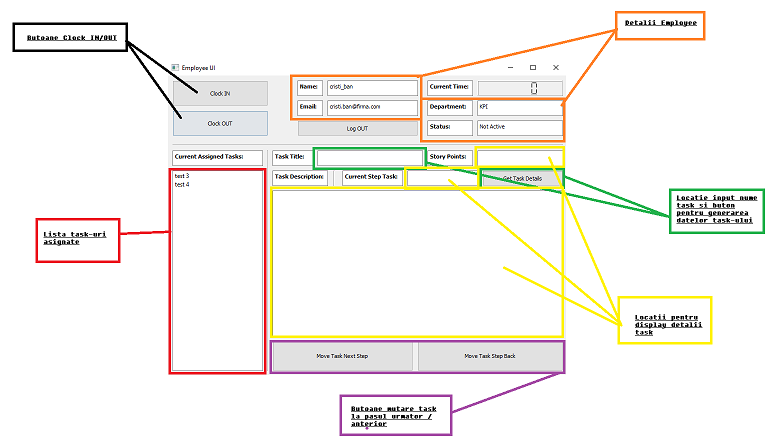 Detalii Employee
Butoane Clock IN/OUT
Employee UI
Clock IN
Name:
cristi_ban
Current Time:
0
Email:
cristi.ban@firma.com
Department:
KPI
Clock OUT
Log OUT
Status:
Not Active
Current Assigned Tasks:
Task Title:
Story Points:
test 3
test 4
Task Description:
Current Step Task:
Get Task Details
Locatie input nume
task si buton
pentru generarea
datelor task-ului
Lista task-uri
asignate
Locatii pentru
display detalii
task
Move Task Next Step
Move Task Step Back
Butoane mutare task
la pasul urmator /
anterior